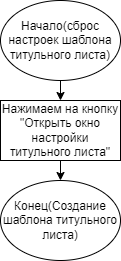 Начало(сброс
настроек шаблона
титульного листа)
Нажимаем на кнопку
"Открыть окно
настройки
титульного листа"
Конец(Создание
шаблона титульного
листа)